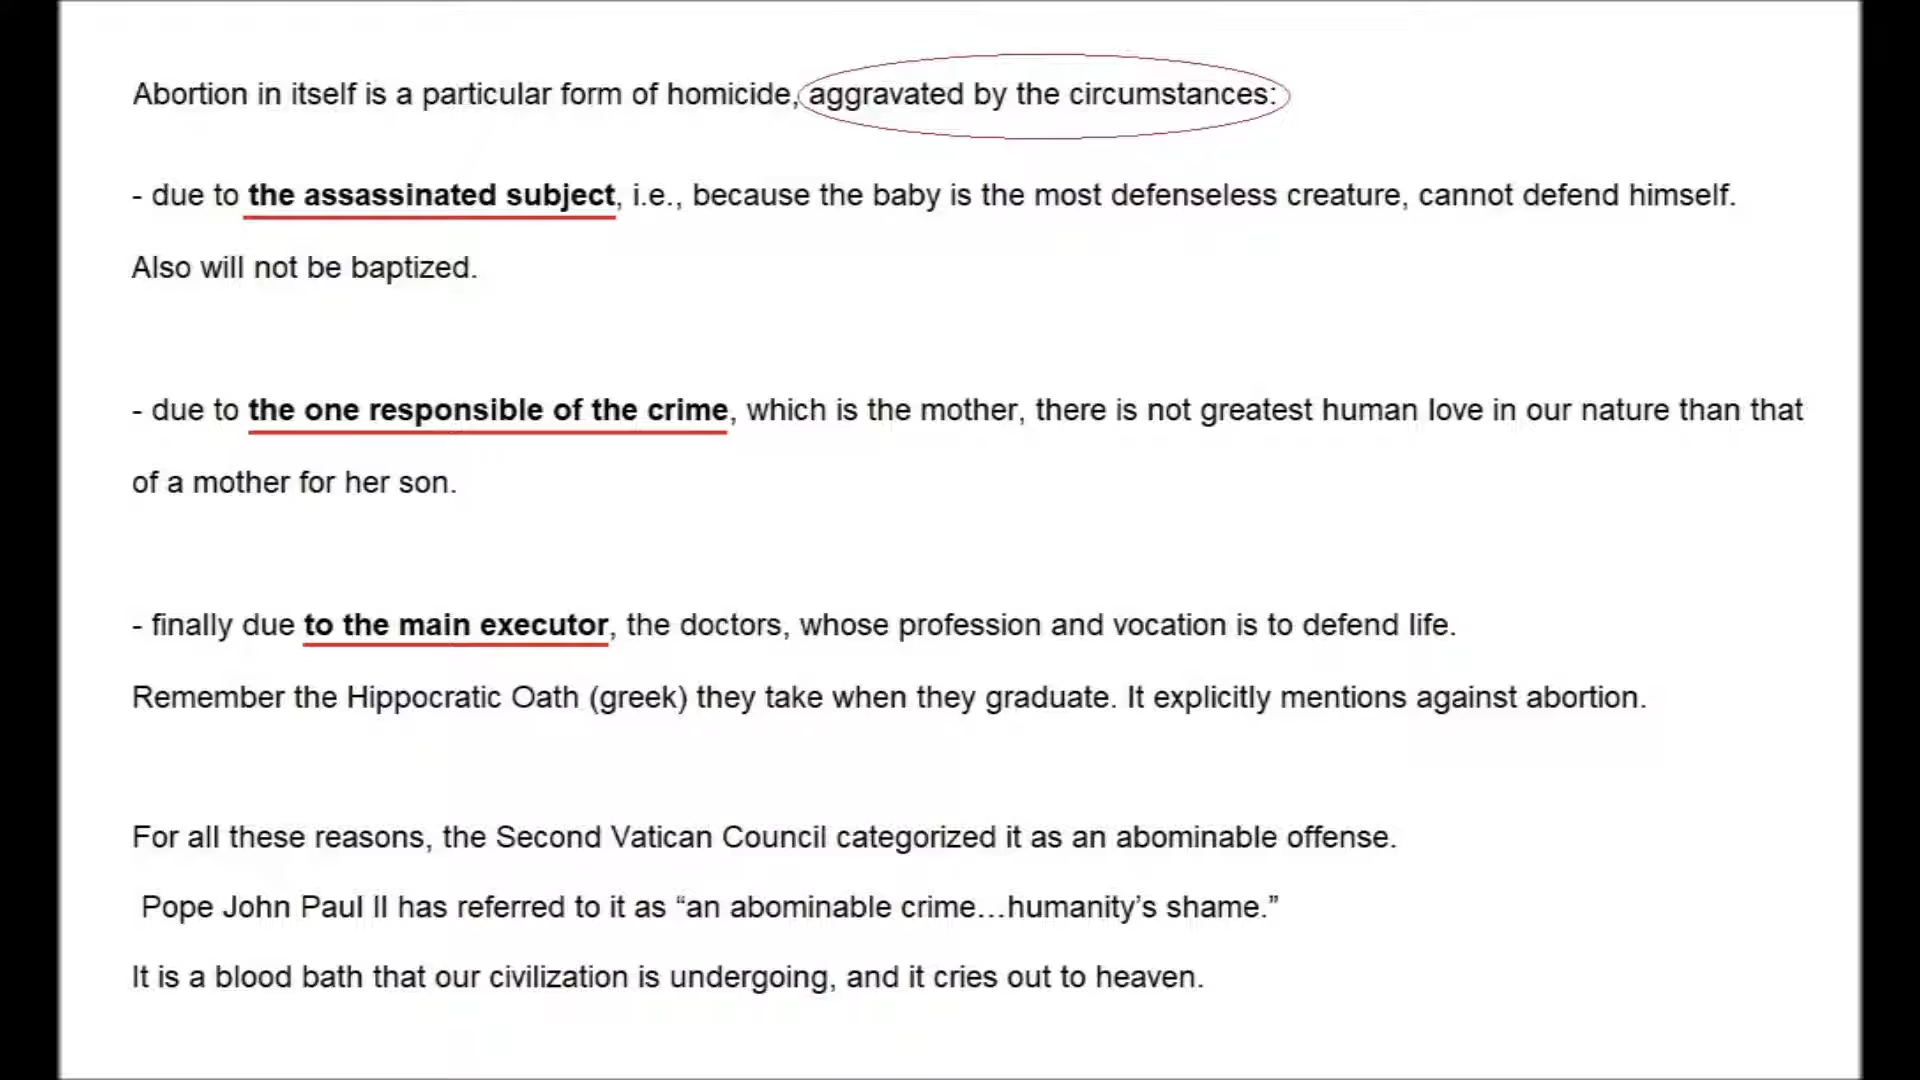 Abortion in itself is a particular form of homicide, aggravated by the circumstances:
- due to the assassinated subject, i.e., because the baby is the most defenseless creature, cannot defend himself.
Also will not be baptized.
- due to the one responsible of the crime, which is the mother, there is not greatest human love in our nature than that
of a mother for her son.
- finally due to the main executor, the doctors, whose profession and vocation is to defend life.
Remember the Hippocratic Oath (greek) they take when they graduate. It explicitly mentions against abortion.
For all these reasons, the Second Vatican Council categorized it as an abominable offense.
Pope John Paul II has referred to it as “an abominable crime…humanity’s shame.”
It is a blood bath that our civilization is undergoing, and it cries out to heaven.